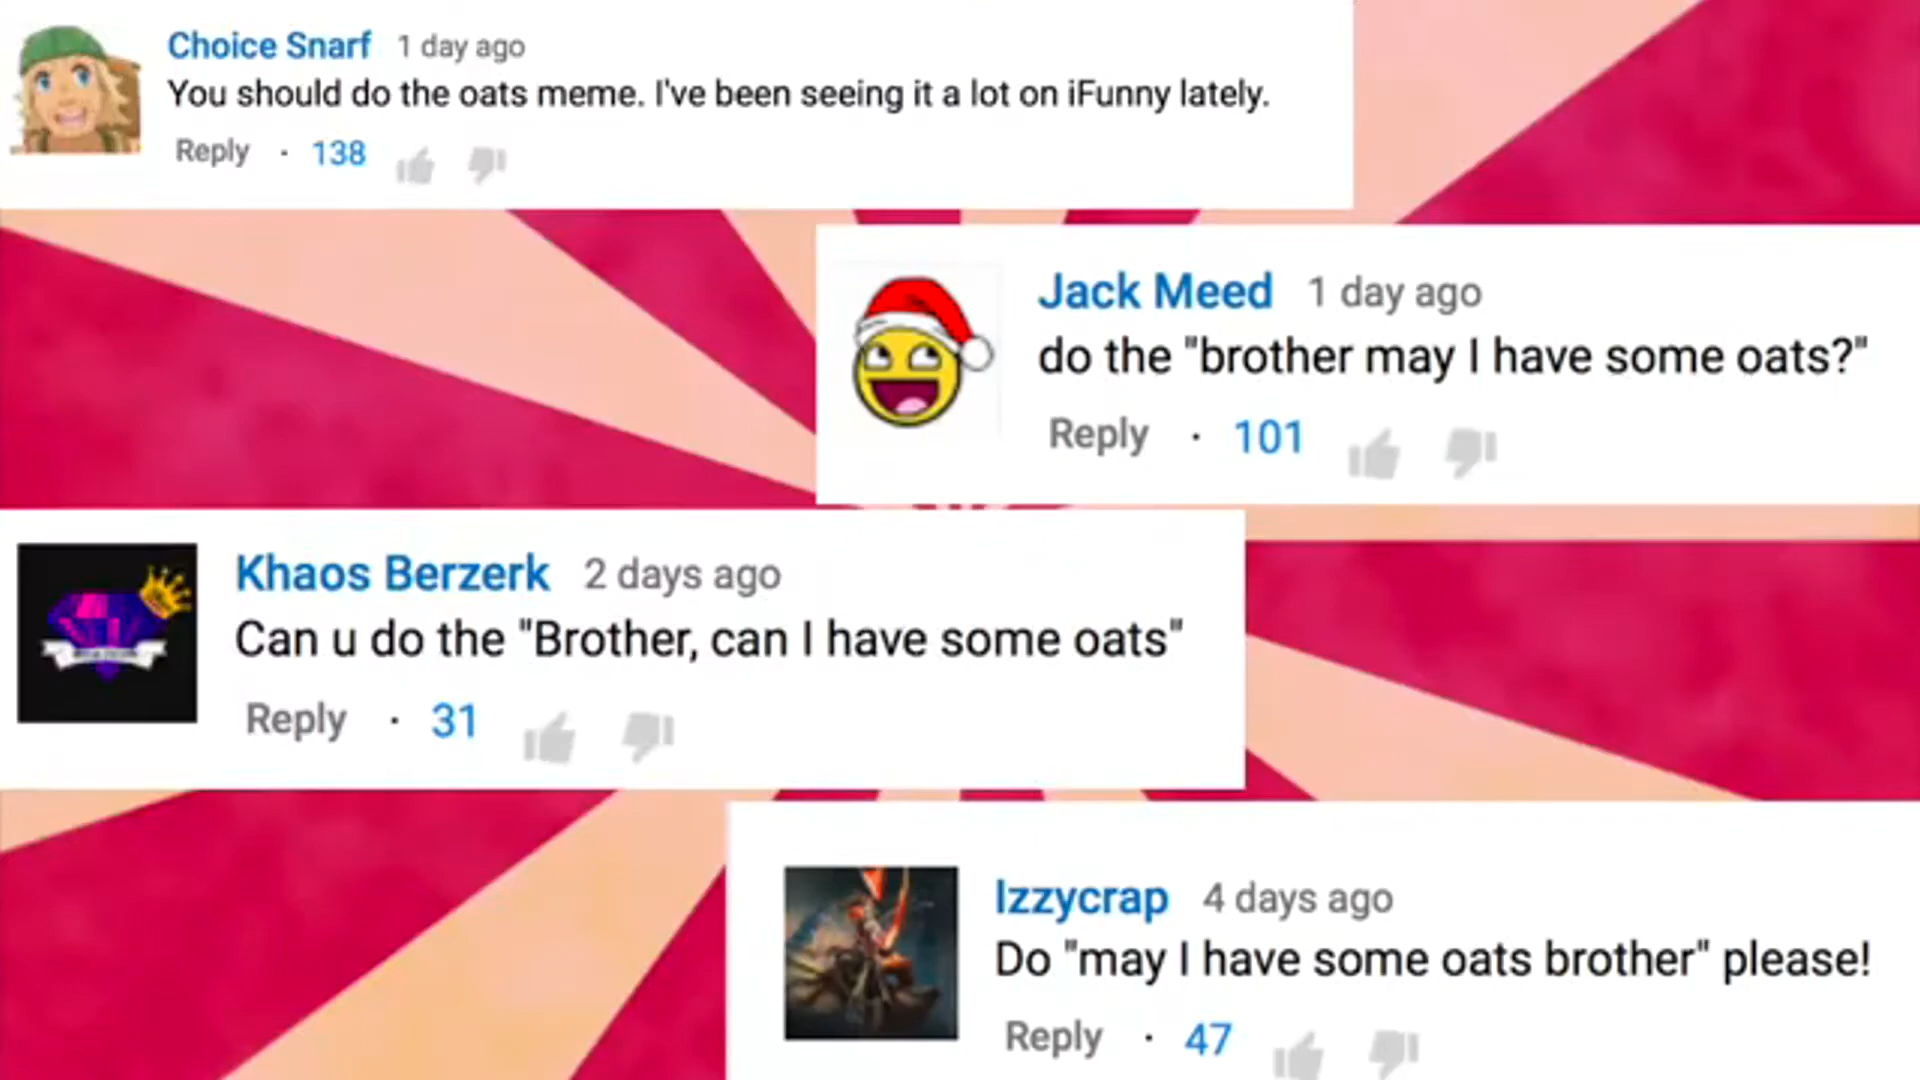 Choice Snarf 1 day ago
You should do the oats meme. I've been seeing it a lot on iFunny lately.
Reply · 138
Jack Meed 1 day ago
do the "brother may I have some oats?"
Reply · 101
Khaos Berzerk 2 days ago
Can u do the "Brother, can I have some oats"
Reply · 31
Izzycrap 4 days ago
Do "may I have some oats brother" please!
Reply · 47